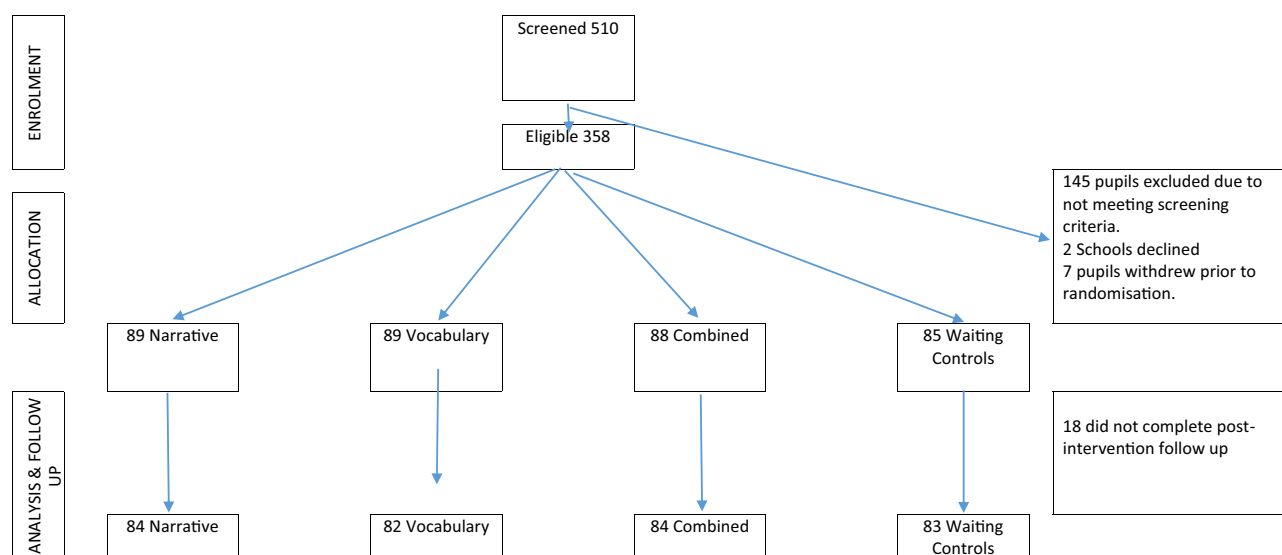 ENROLMENT
Screened 510
Eligible 358
ALLOCATION
145 pupils excluded due to
not meeting screening
criteria.
2 Schools declined
7 pupils withdrew prior to
randomisation.
89 Narrative
89 Vocabulary
88 Combined
85 Waiting
Controls
ANALYSIS & FOLLOW
UP
18 did not complete post-
intervention follow up
84 Narrative
82 Vocabulary
84 Combined
83 Waiting
Controls